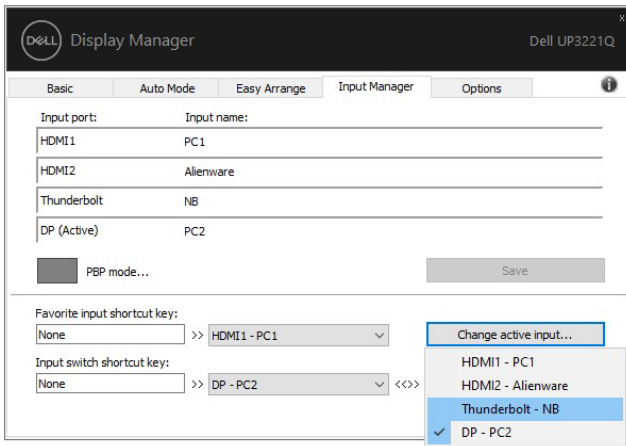 DELL Display Manager Dell UP3221Q x
Basic Auto Mode Easy Arrange Input Manager Options i
Input port: Input name:
HDMI1 PC1
HDMI2 Alienware
Thunderbolt NB
DP (Active) PC2
PBP mode... Save
Favorite input shortcut key:
None >> HDMI1 - PC1 Change active input...
Input switch shortcut key:
None >> DP - PC2 <<>>
HDMI1 - PC1
HDMI2 - Alienware
Thunderbolt - NB
DP - PC2